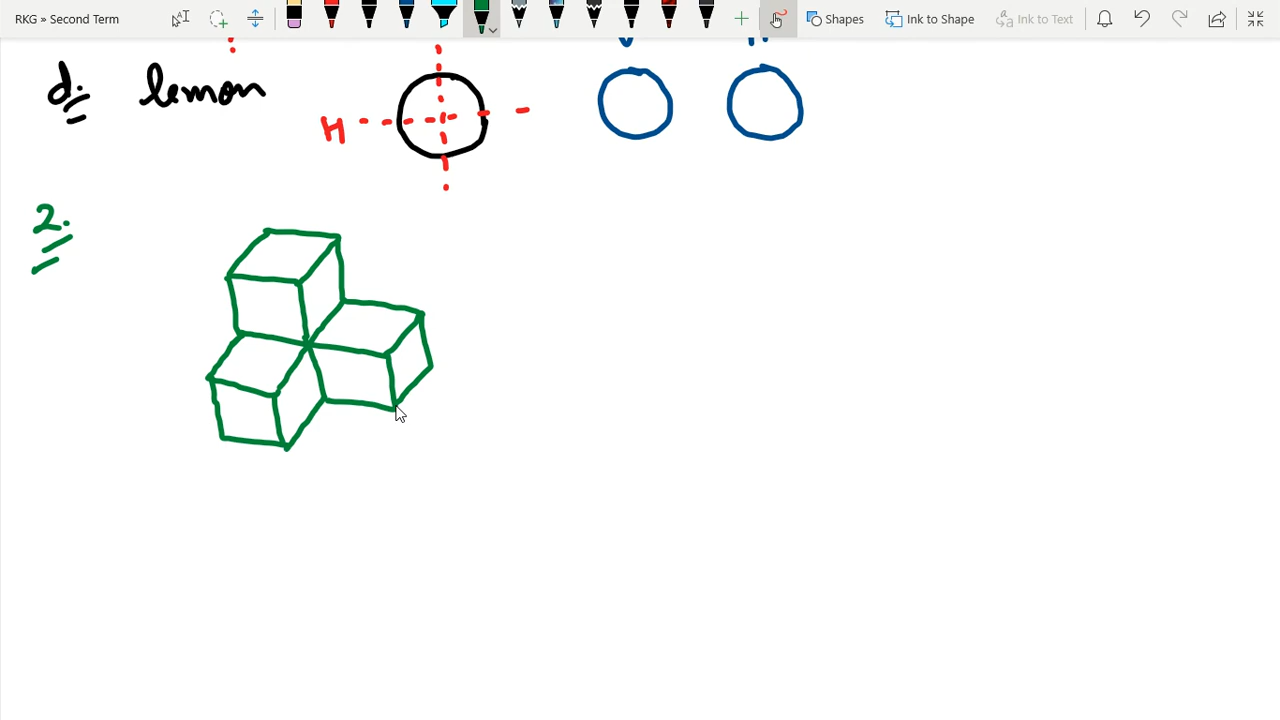 RKG » Second Term
Shapes
Ink to Shape
Ink to Text
d. lemon
H
2.